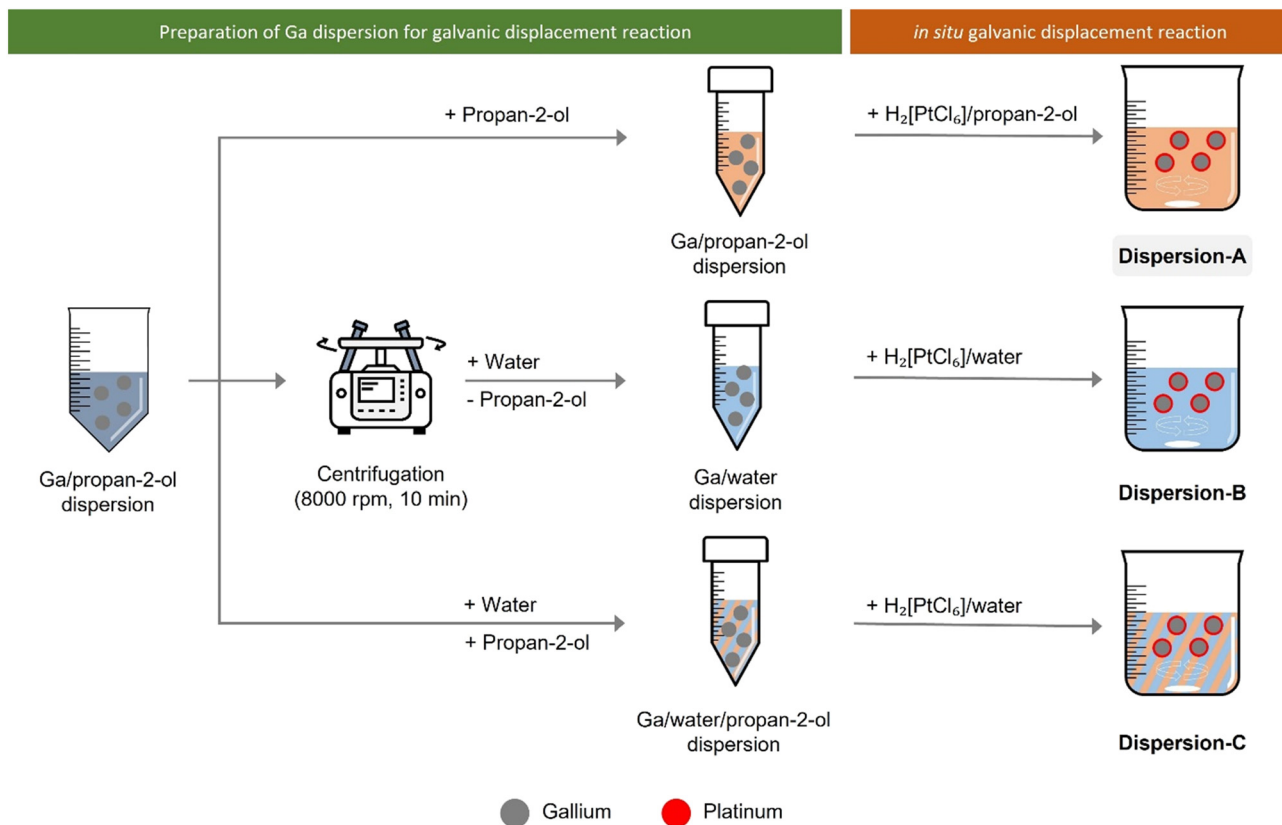 Preparation of Ga dispersion for galvanic displacement reaction
in situ galvanic displacement reaction
+ Propan-2-ol
+ H₂[PtCl₆]/propan-2-ol
Ga/propan-2-ol
dispersion
Dispersion-A
Ga/propan-2-ol
dispersion
Centrifugation
(8000 rpm, 10 min)
+ Water
- Propan-2-ol
+ H₂[PtCl₆]/water
Ga/water
dispersion
Dispersion-B
+ Water
+ Propan-2-ol
+ H₂[PtCl₆]/water
Ga/water/propan-2-ol
dispersion
Dispersion-C
Gallium
Platinum